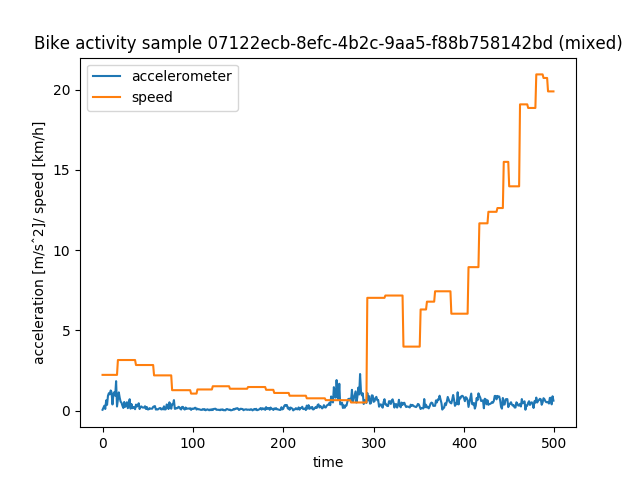 Bike activity sample 07122ecb-8efc-4b2c-9aa5-f88b758142bd (mixed)
accelerometer
speed
acceleration [m/s^2]/ speed [km/h]
20
15
10
5
0
0
100
200
300
400
500
time